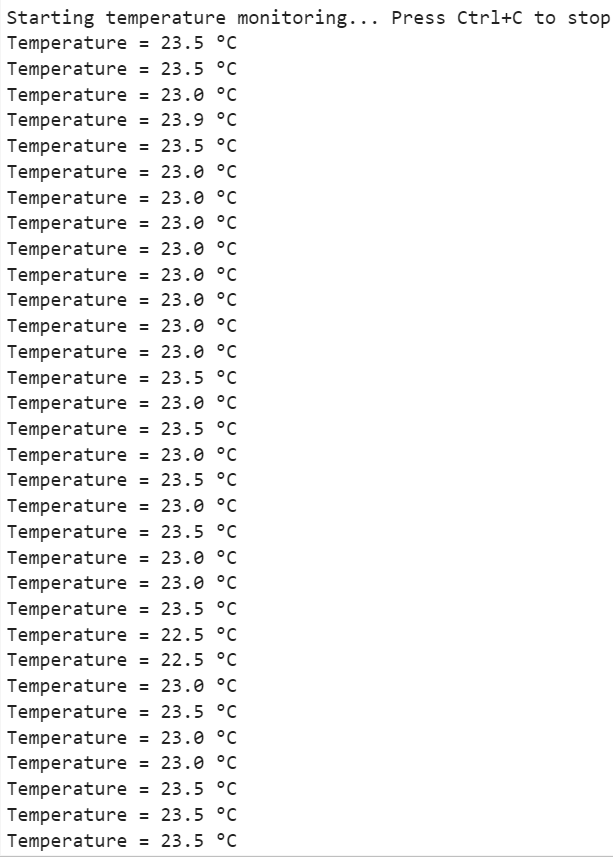 Starting temperature monitoring... Press Ctrl+C to stop
Temperature = 23.5 °C
Temperature = 23.5 °C
Temperature = 23.0 °C
Temperature = 23.9 °C
Temperature = 23.5 °C
Temperature = 23.0 °C
Temperature = 23.0 °C
Temperature = 23.0 °C
Temperature = 23.0 °C
Temperature = 23.0 °C
Temperature = 23.0 °C
Temperature = 23.0 °C
Temperature = 23.0 °C
Temperature = 23.5 °C
Temperature = 23.0 °C
Temperature = 23.5 °C
Temperature = 23.0 °C
Temperature = 23.5 °C
Temperature = 23.0 °C
Temperature = 23.5 °C
Temperature = 23.0 °C
Temperature = 23.0 °C
Temperature = 23.5 °C
Temperature = 22.5 °C
Temperature = 22.5 °C
Temperature = 23.0 °C
Temperature = 23.5 °C
Temperature = 23.0 °C
Temperature = 23.0 °C
Temperature = 23.5 °C
Temperature = 23.5 °C
Temperature = 23.5 °C